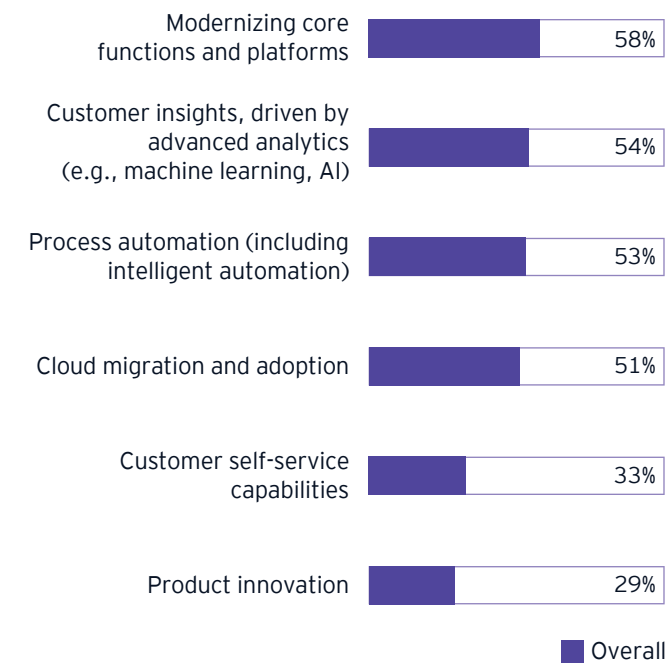 Modernizing core
functions and platforms
58%
Customer insights, driven by
advanced analytics
(e.g., machine learning, AI)
54%
Process automation (including
intelligent automation)
53%
Cloud migration and adoption
51%
Customer self-service
capabilities
33%
Product innovation
29%
Overall